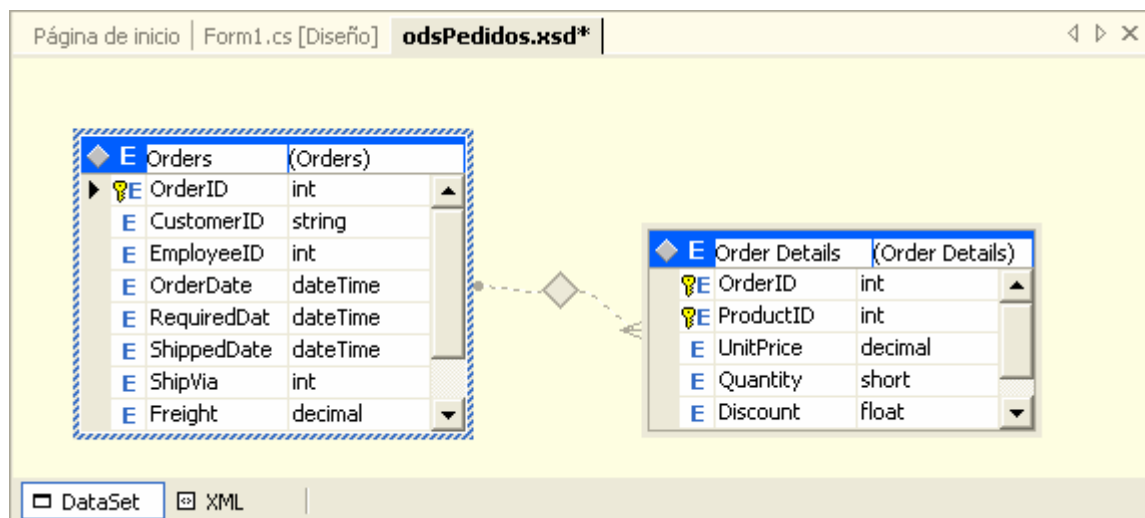 Página de inicio Form1.cs [Diseño] odsPedidos.xsd*
E Orders (Orders)
E OrderID int
E CustomerID string
E EmployeeID int
E OrderDate dateTime
E RequiredDat dateTime
E ShippedDate dateTime
E ShipVia int
E Freight decimal
E Order Details (Order Details)
E OrderID int
E ProductID int
E UnitPrice decimal
E Quantity short
E Discount float
DataSet XML